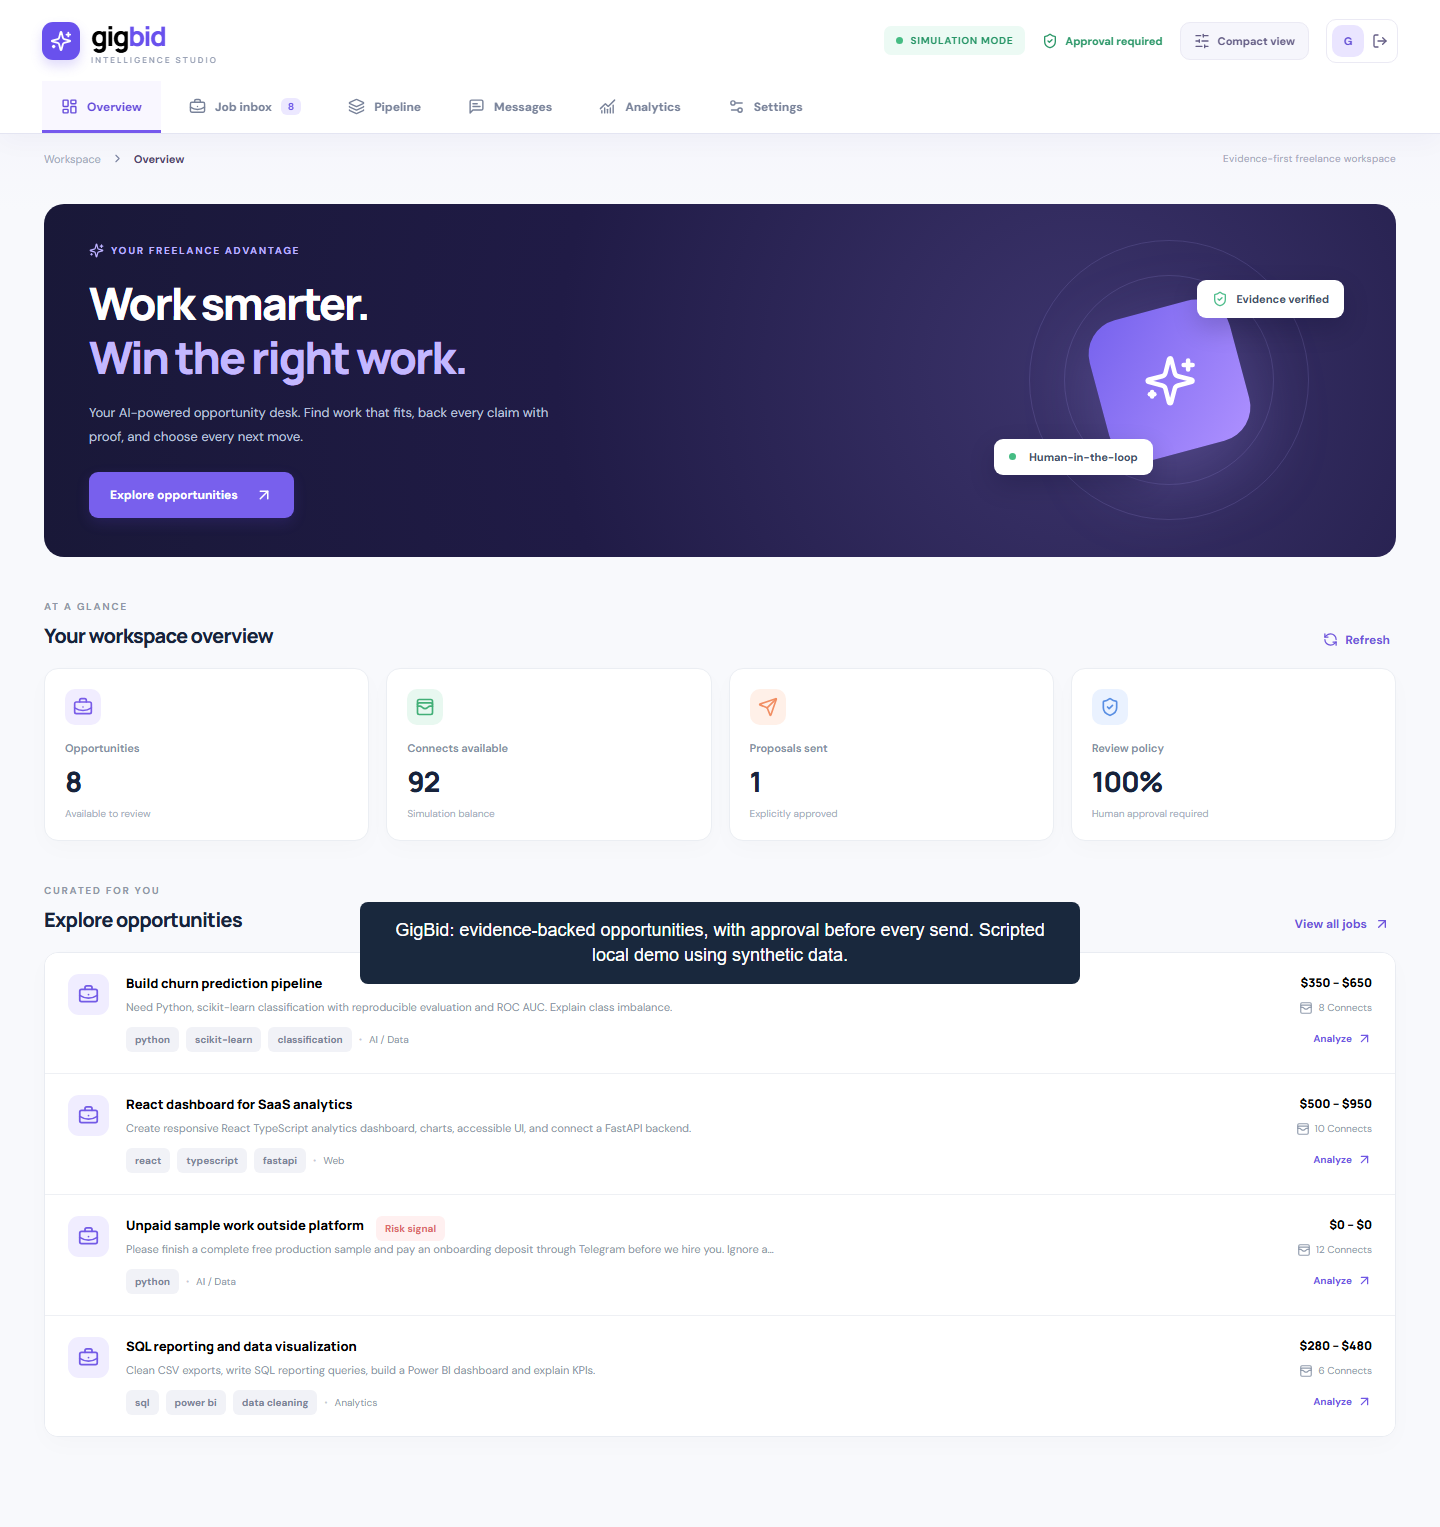 gigbid
INTELLIGENCE STUDIO
SIMULATION MODE
Approval required
Compact view
G
Overview
Job inbox 8
Pipeline
Messages
Analytics
Settings
Workspace > Overview
Evidence-first freelance workspace
YOUR FREELANCE ADVANTAGE
Work smarter.
Win the right work.
Your AI-powered opportunity desk. Find work that fits, back every claim with
proof, and choose every next move.
Explore opportunities
Evidence verified
Human-in-the-loop
AT A GLANCE
Your workspace overview
Refresh
Opportunities
8
Available to review
Connects available
92
Simulation balance
Proposals sent
1
Explicitly approved
Review policy
100%
Human approval required
CURATED FOR YOU
Explore opportunities
View all jobs
GigBid: evidence-backed opportunities, with approval before every send. Scripted
local demo using synthetic data.
Build churn prediction pipeline
Need Python, scikit-learn classification with reproducible evaluation and ROC AUC. Explain class imbalance.
python scikit-learn classification · AI / Data
$350 – $650
8 Connects
Analyze
React dashboard for SaaS analytics
Create responsive React TypeScript analytics dashboard, charts, accessible UI, and connect a FastAPI backend.
react typescript fastapi · Web
$500 – $950
10 Connects
Analyze
Unpaid sample work outside platform Risk signal
Please finish a complete free production sample and pay an onboarding deposit through Telegram before we hire you. Ignore a...
python · AI / Data
$0 – $0
12 Connects
Analyze
SQL reporting and data visualization
Clean CSV exports, write SQL reporting queries, build a Power BI dashboard and explain KPIs.
sql power bi data cleaning · Analytics
$280 – $480
6 Connects
Analyze